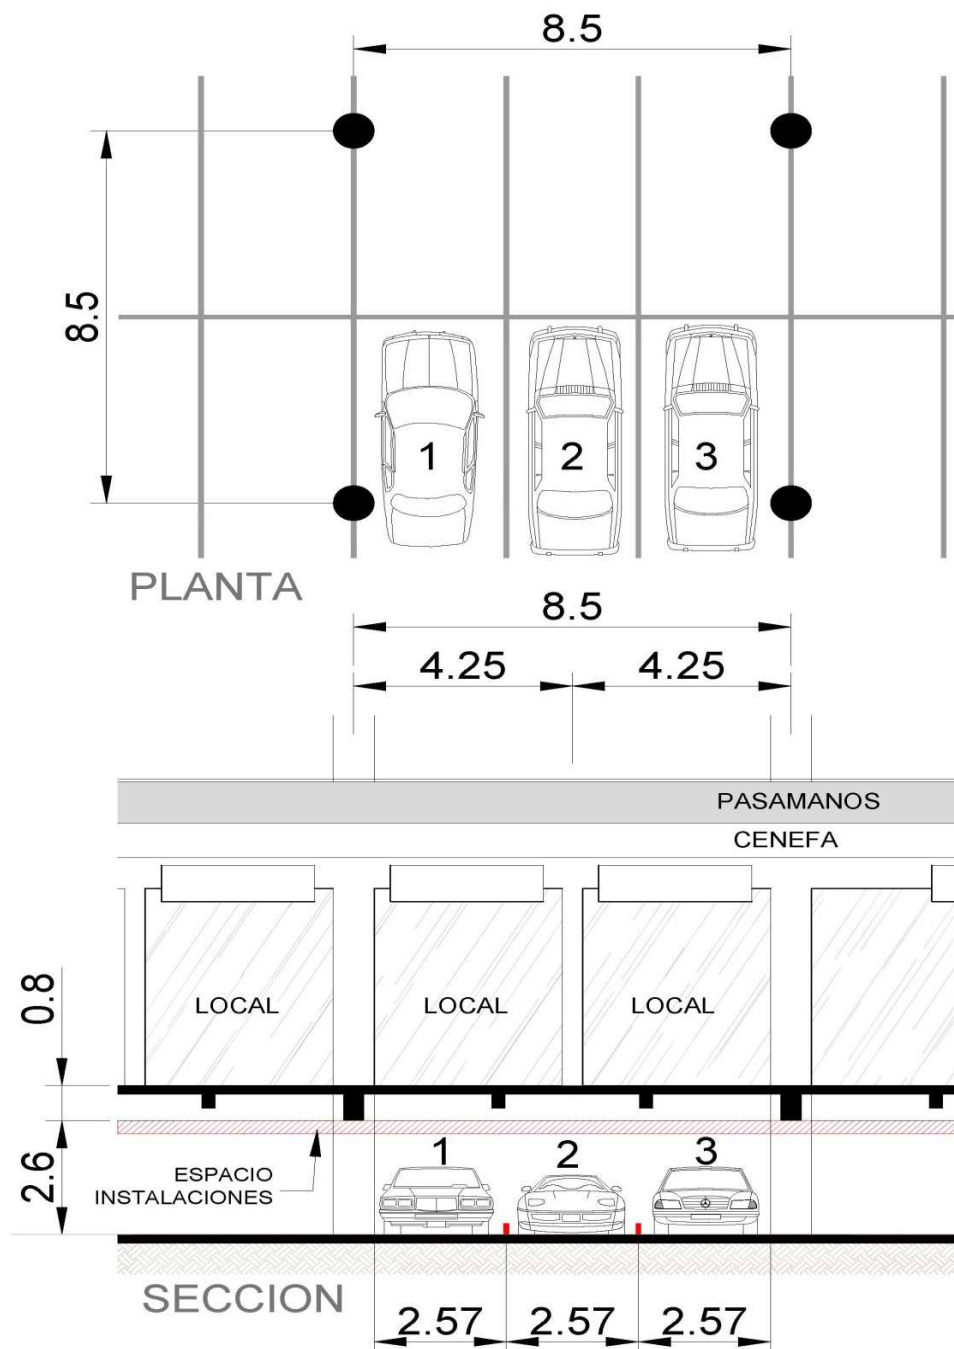 8.5
8.5
1 2 3
PLANTA
8.5
4.25 4.25
PASAMANOS
CENEFA
LOCAL LOCAL LOCAL
0.8
2.6
1 2 3
ESPACIO
INSTALACIONES
SECCION
2.57 2.57 2.57